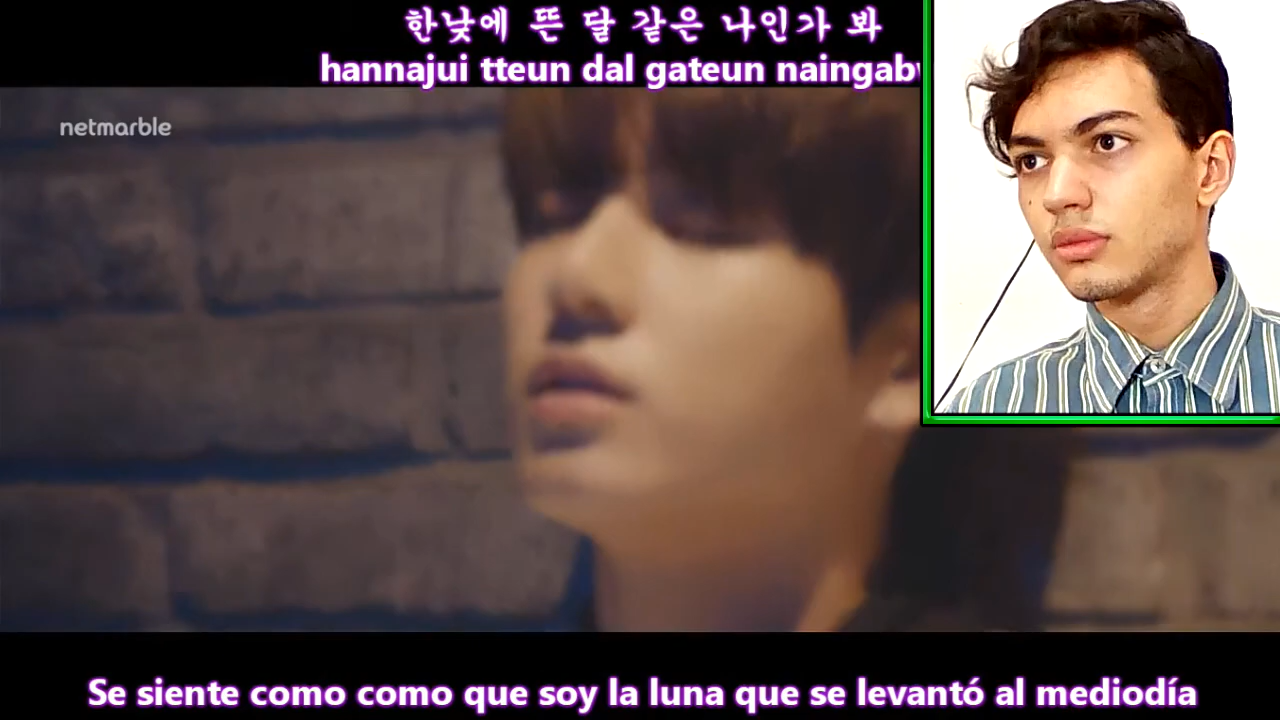 한낮에 뜬 달 같은 나인가 봐
hannajui tteun dal gateun naingabw
netmarble
Se siente como como que soy la luna que se levantó al mediodía